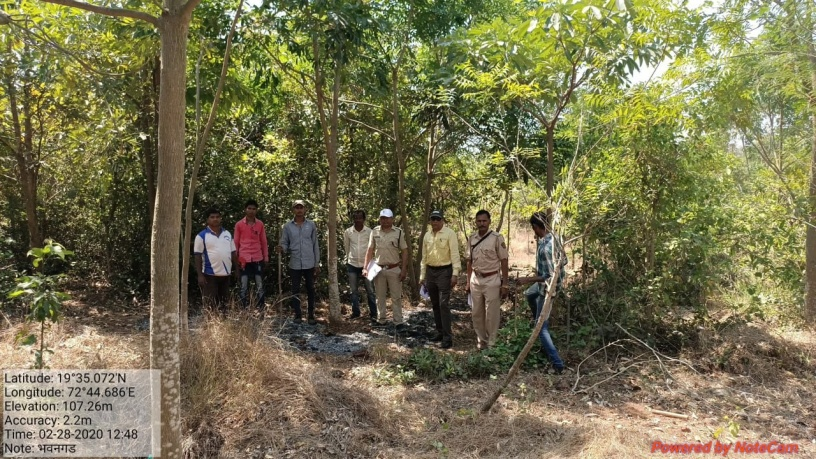 Latitude: 19°35.072'N
Longitude: 72°44.686'E
Elevation: 107.26m
Accuracy: 2.2m
Time: 02-28-2020 12:48
Note: भवनगड
Powered by NoteCam